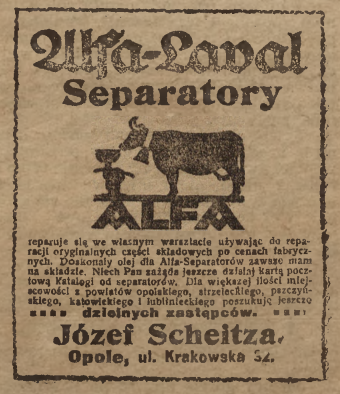 Alfa-Laval
Separatory
ALFA
reparuje się we własnym warsztacie używając do repa-
racji oryginalnych części składowych po cenach fabrycz-
nych. Doskonały olej dla Alfa-Separatorów zawsze mam
na składzie. Niech Pan zażąda jeszcze dzisiaj kartą pocz-
tową katalogi od separatorów. Dla większej ilości miej-
scowości z powiatów opolskiego, strzeleckiego, pszczyń-
skiego, katowickiego i lublinieckiego poszukuję jeszcze
dzielnych zastępców.
Józef Scheitza,
Opole, ul. Krakowska 32.